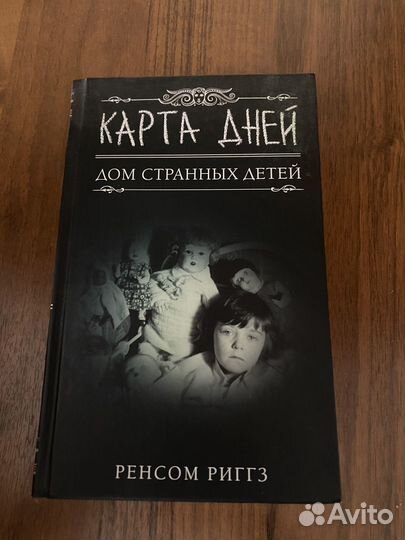 КАРТА ДНЕЙ
ДОМ СТРАННЫХ ДЕТЕЙ
РЕНСОМ РИГГЗ
Avito